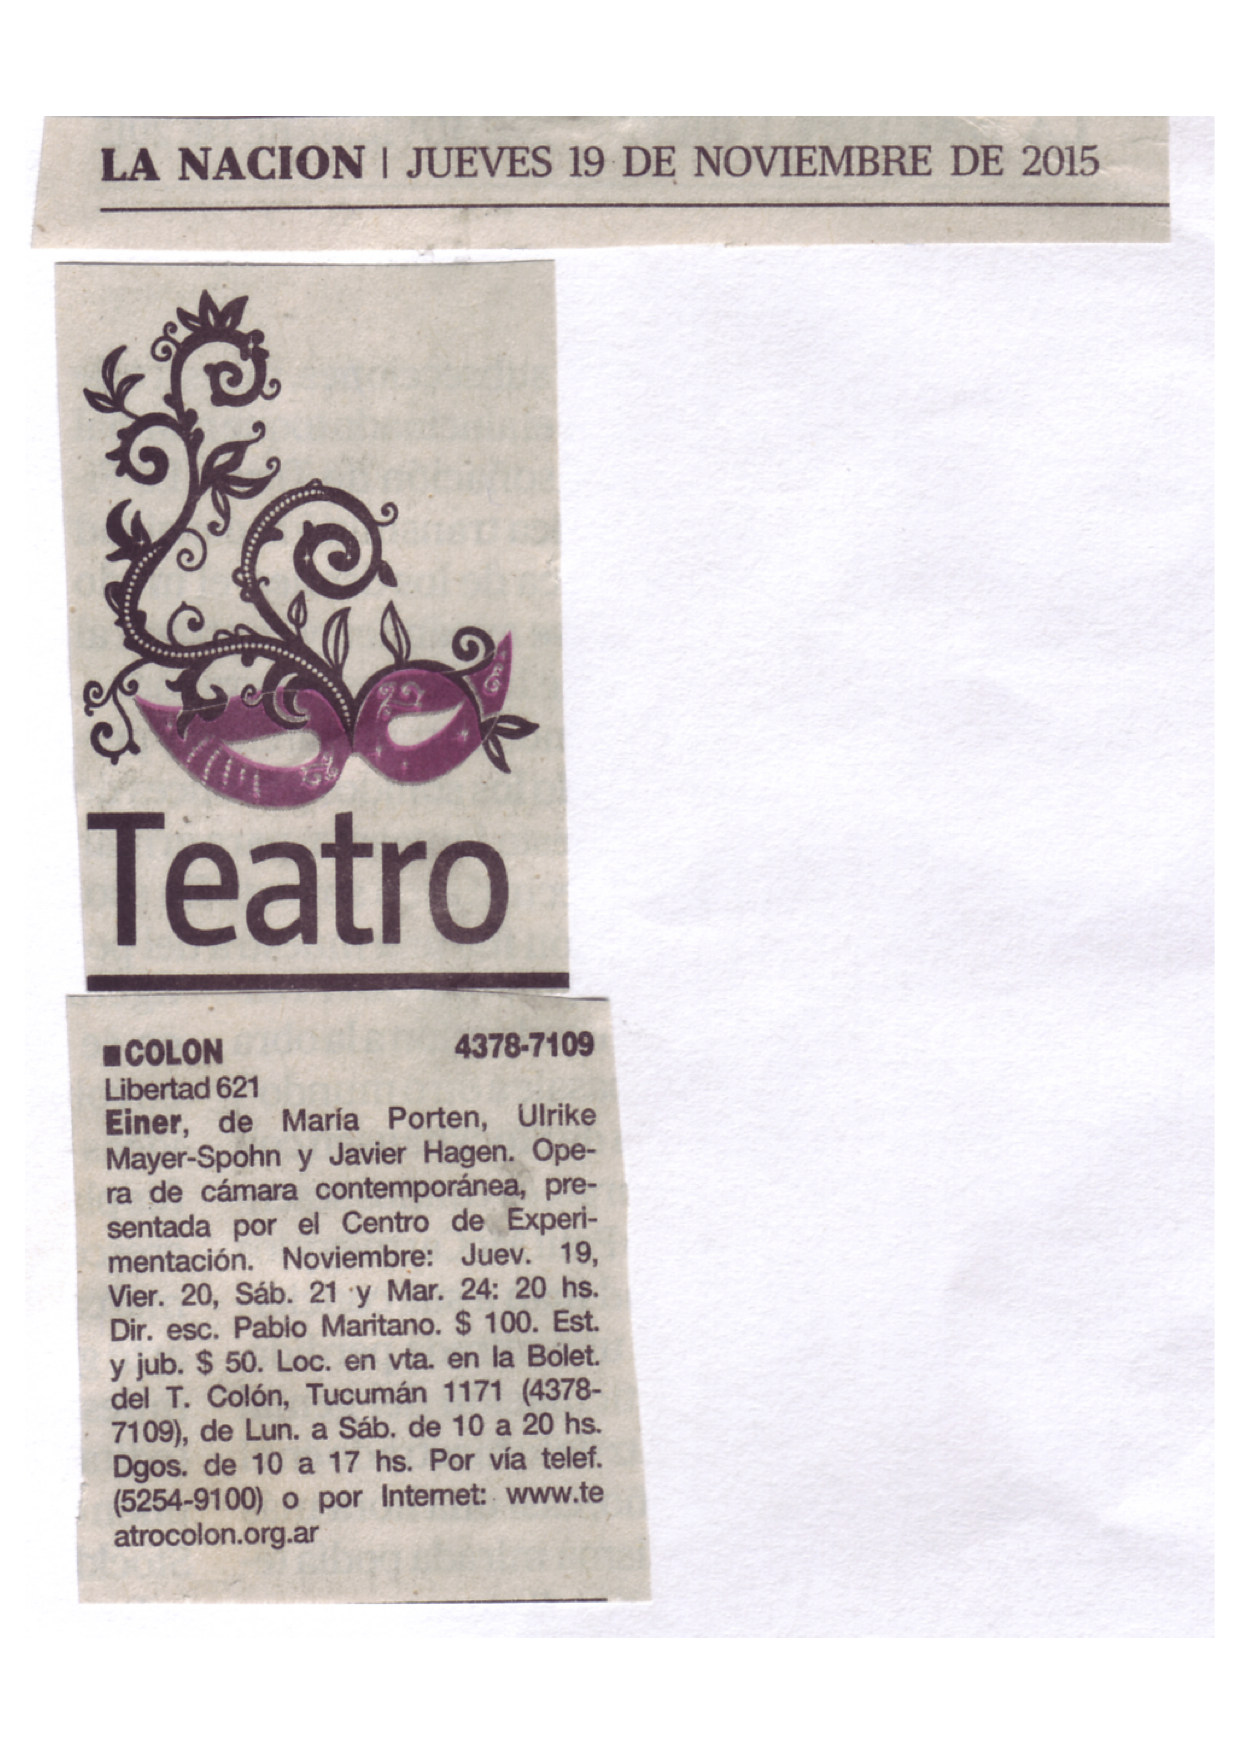 LA NACION | JUEVES 19 DE NOVIEMBRE DE 2015
Teatro
■COLON 4378-7109
Libertad 621
Einer, de María Porten, Ulrike
Mayer-Spohn y Javier Hagen. Ope-
ra de cámara contemporánea, pre-
sentada por el Centro de Experi-
mentación. Noviembre: Juev. 19,
Vier. 20, Sáb. 21 y Mar. 24: 20 hs.
Dir. esc. Pablo Maritano. $ 100. Est.
y jub. $ 50. Loc. en vta. en la Bolet.
del T. Colón, Tucumán 1171 (4378-
7109), de Lun. a Sáb. de 10 a 20 hs.
Dgos. de 10 a 17 hs. Por vía telef.
(5254-9100) o por Internet: www.te
atrocolon.org.ar